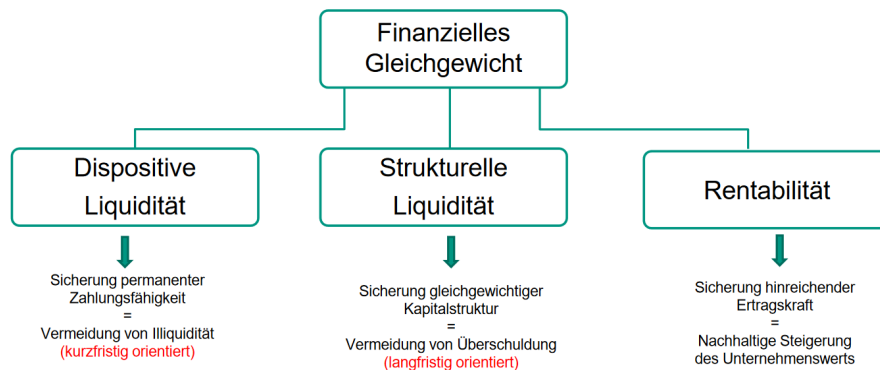 Finanzielles
Gleichgewicht
Dispositive
Liquidität
Strukturelle
Liquidität
Rentabilität
Sicherung permanenter
Zahlungsfähigkeit
=
Vermeidung von Illiquidität
(kurzfristig orientiert)
Sicherung gleichgewichtiger
Kapitalstruktur
=
Vermeidung von Überschuldung
(langfristig orientiert)
Sicherung hinreichender
Ertragskraft
=
Nachhaltige Steigerung
des Unternehmenswerts